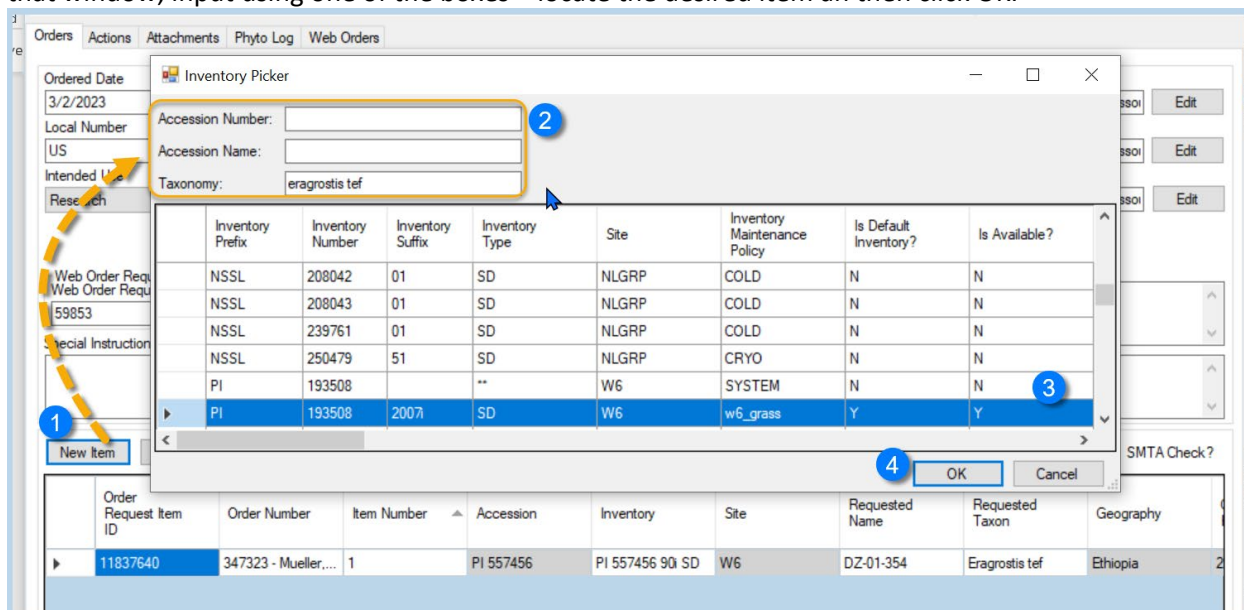 that window, input using one of the boxes – locate the desired item an then click OK.
Orders Actions Attachments Phyto Log Web Orders
Inventory Picker
Ordered Date
3/2/2023
Local Number
US
Intended Use
Research
Accession Number:
2
Accession Name:
Taxonomy: eragrostis tef
Edit
Edit
Edit
Inventory Prefix Inventory Number Inventory Suffix Inventory Type Site Inventory Maintenance Policy Is Default Inventory? Is Available?
NSSL 208042 01 SD NLGRP COLD N N
NSSL 208043 01 SD NLGRP COLD N N
NSSL 239761 01 SD NLGRP COLD N N
NSSL 250479 51 SD NLGRP CRYO N N
PI 193508 ** W6 SYSTEM N N
3
PI 193508 2007i SD W6 w6_grass Y Y
Web Order Requ
Web Order Requ
59853
Special Instruction
1
New Item
4
OK Cancel
SMTA Check?
Order Request Item ID Order Number Item Number Accession Inventory Site Requested Name Requested Taxon Geography
11837640 347323 - Mueller,... 1 PI 557456 PI 557456 90i SD W6 DZ-01-354 Eragrostis tef Ethiopia 2